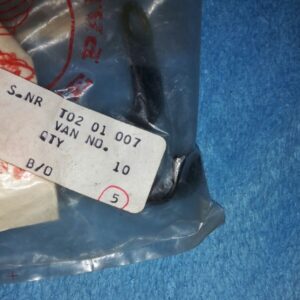 S.NR T02 01 007
VAN NO.
QTY 10
B/O 5